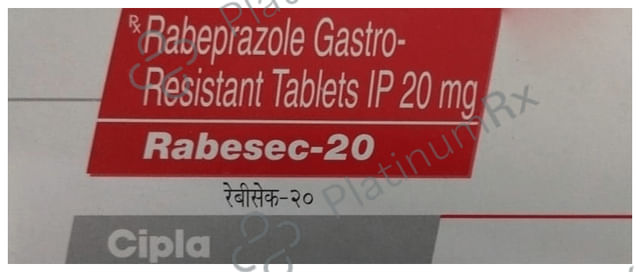 Rx Rabeprazole Gastro-
Resistant Tablets IP 20 mg
Rabesec-20
रेबीसेक-२०
Cipla
PlatinumRx